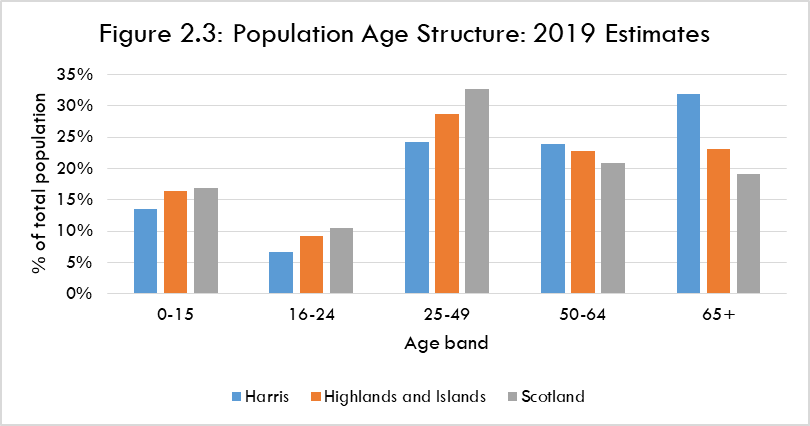 Figure 2.3: Population Age Structure: 2019 Estimates
% of total population
35%
30%
25%
20%
15%
10%
5%
0%
0-15 16-24 25-49 50-64 65+
Age band
Harris Highlands and Islands Scotland